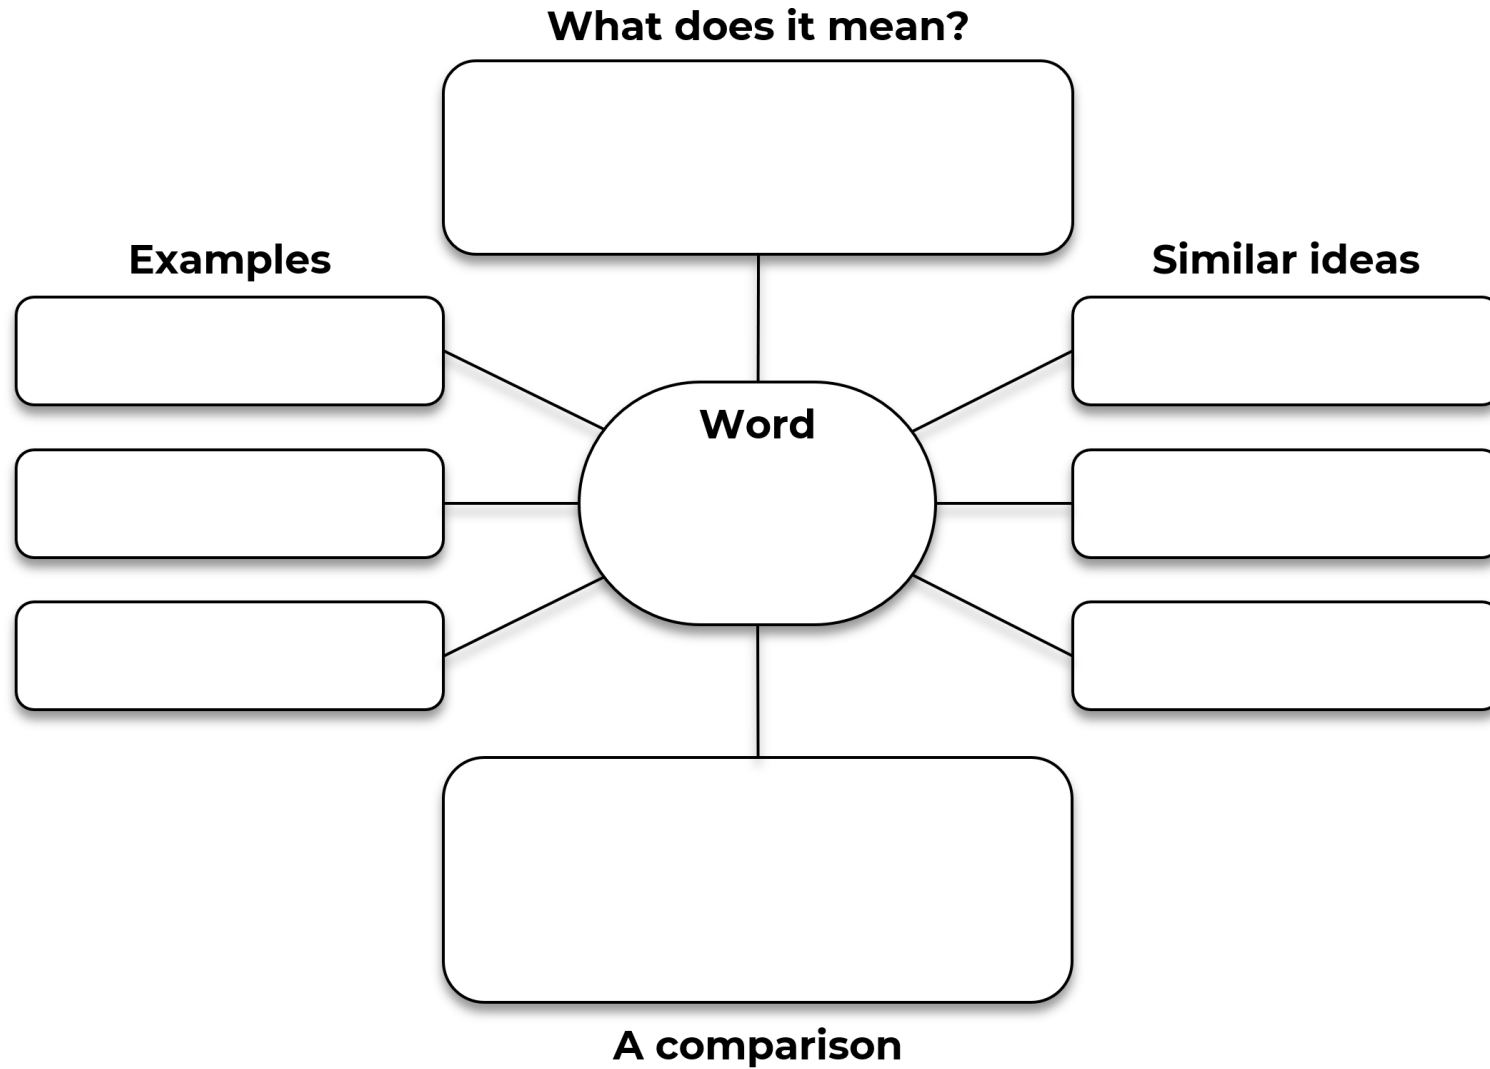 What does it mean?
Examples
Similar ideas
Word
A comparison